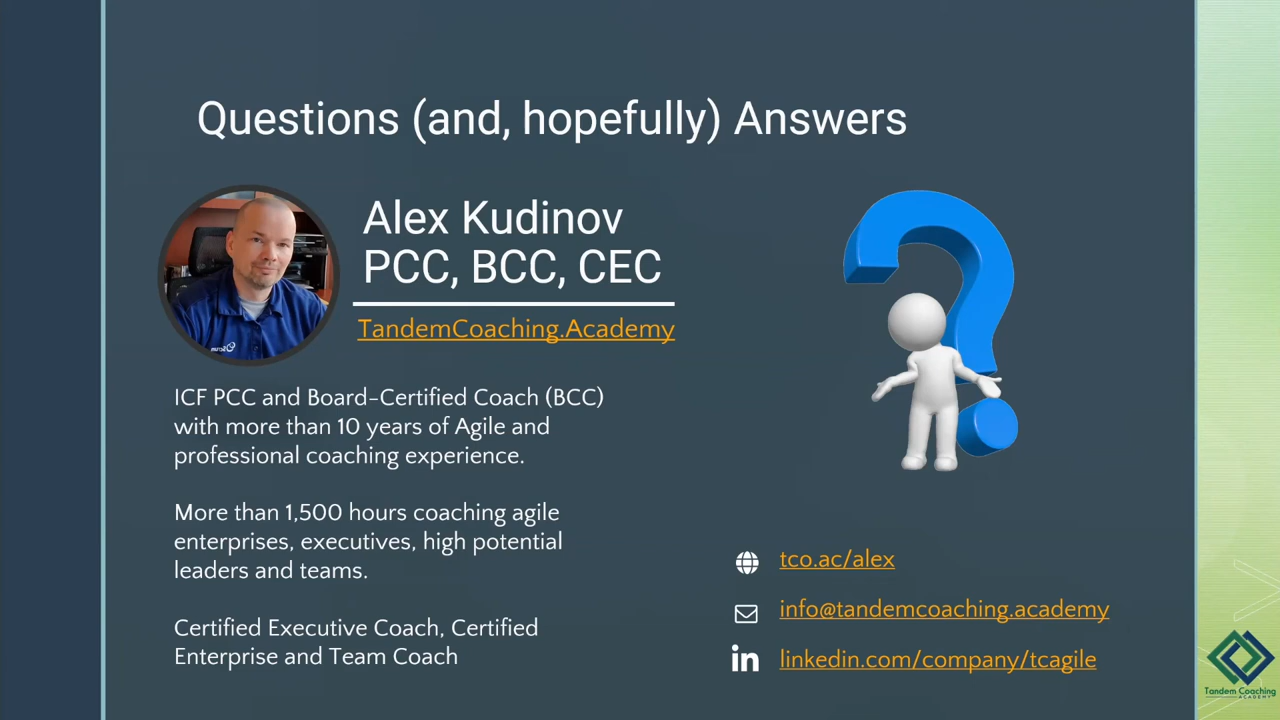 Questions (and, hopefully) Answers
Alex Kudinov
PCC, BCC, CEC
TandemCoaching.Academy
ICF PCC and Board-Certified Coach (BCC)
with more than 10 years of Agile and
professional coaching experience.
More than 1,500 hours coaching agile
enterprises, executives, high potential
leaders and teams.
Certified Executive Coach, Certified
Enterprise and Team Coach
tco.ac/alex
info@tandemcoaching.academy
in linkedin.com/company/tcagile
Tandem Coaching
ACADEMY